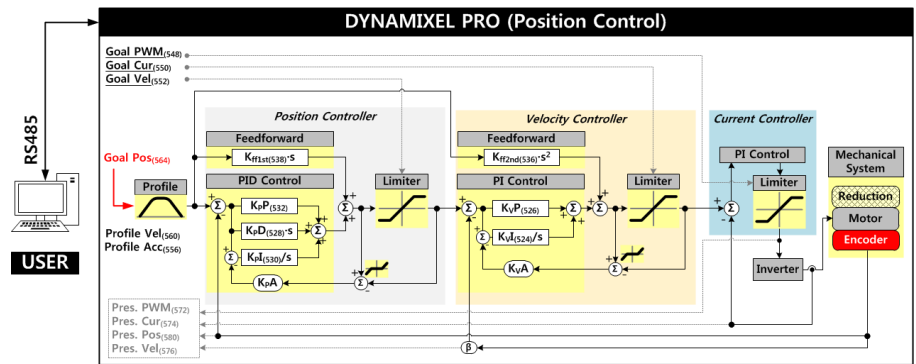 DYNAMIXEL PRO (Position Control)
Goal PWM(548)
Goal Cur(550)
Goal Vel(552)
RS485
USER
Goal Pos(564)
Profile
Profile Vel(560)
Profile Acc(556)
Position Controller
Feedforward
Kff1st(538)·s
PID Control
KPP(532)
KPD(528)·s
KPI(530)/s
KPA
Limiter
Velocity Controller
Feedforward
Kff2nd(536)·s²
PI Control
KVP(526)
KVI(524)/s
KVA
Limiter
Current Controller
PI Control
Limiter
Inverter
Mechanical
System
Reduction
Motor
Encoder
Pres. PWM(572)
Pres. Cur(574)
Pres. Pos(580)
Pres. Vel(576)
β
Σ
Σ
Σ
Σ
Σ
Σ
Σ
Σ
Σ
Σ
Σ